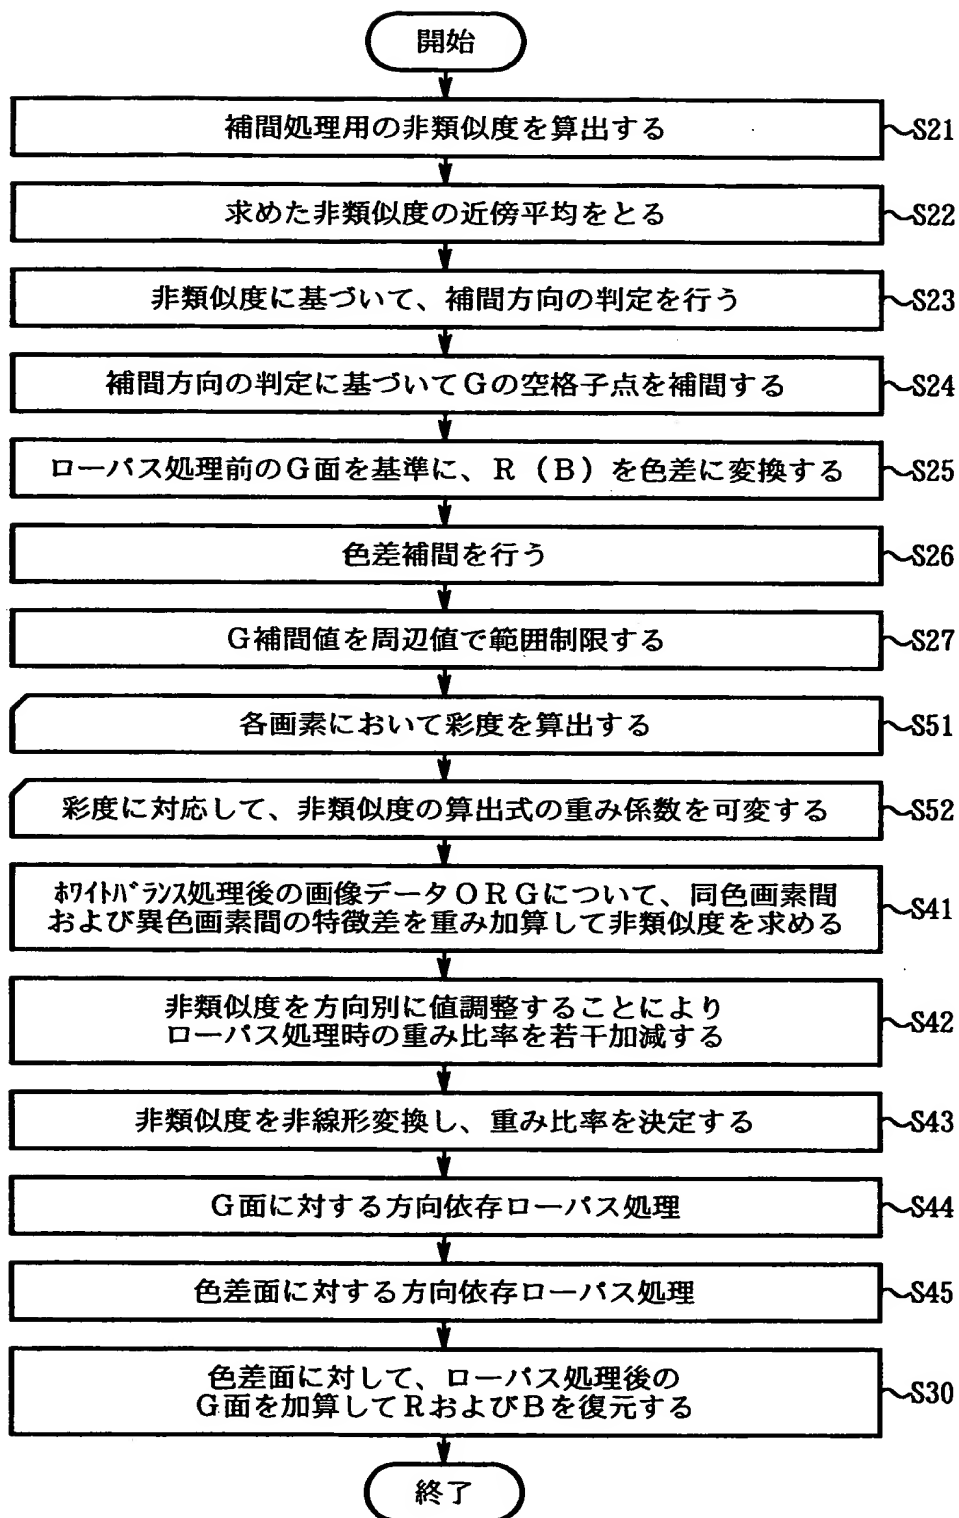 開始
補間処理用の非類似度を算出する
S21
求めた非類似度の近傍平均をとる
S22
非類似度に基づいて、補間方向の判定を行う
S23
補間方向の判定に基づいてGの空格子点を補間する
S24
ローパス処理前のG面を基準に、R(B)を色差に変換する
S25
色差補間を行う
S26
G補間値を周辺値で範囲制限する
S27
各画素において彩度を算出する
S51
彩度に対応して、非類似度の算出式の重み係数を可変する
S52
ホワイトバランス処理後の画像データORGについて、同色画素間
および異色画素間の特徴差を重み加算して非類似度を求める
S41
非類似度を方向別に値調整することにより
ローパス処理時の重み比率を若干加減する
S42
非類似度を非線形変換し、重み比率を決定する
S43
G面に対する方向依存ローパス処理
S44
色差面に対する方向依存ローパス処理
S45
色差面に対して、ローパス処理後の
G面を加算してRおよびBを復元する
S30
終了